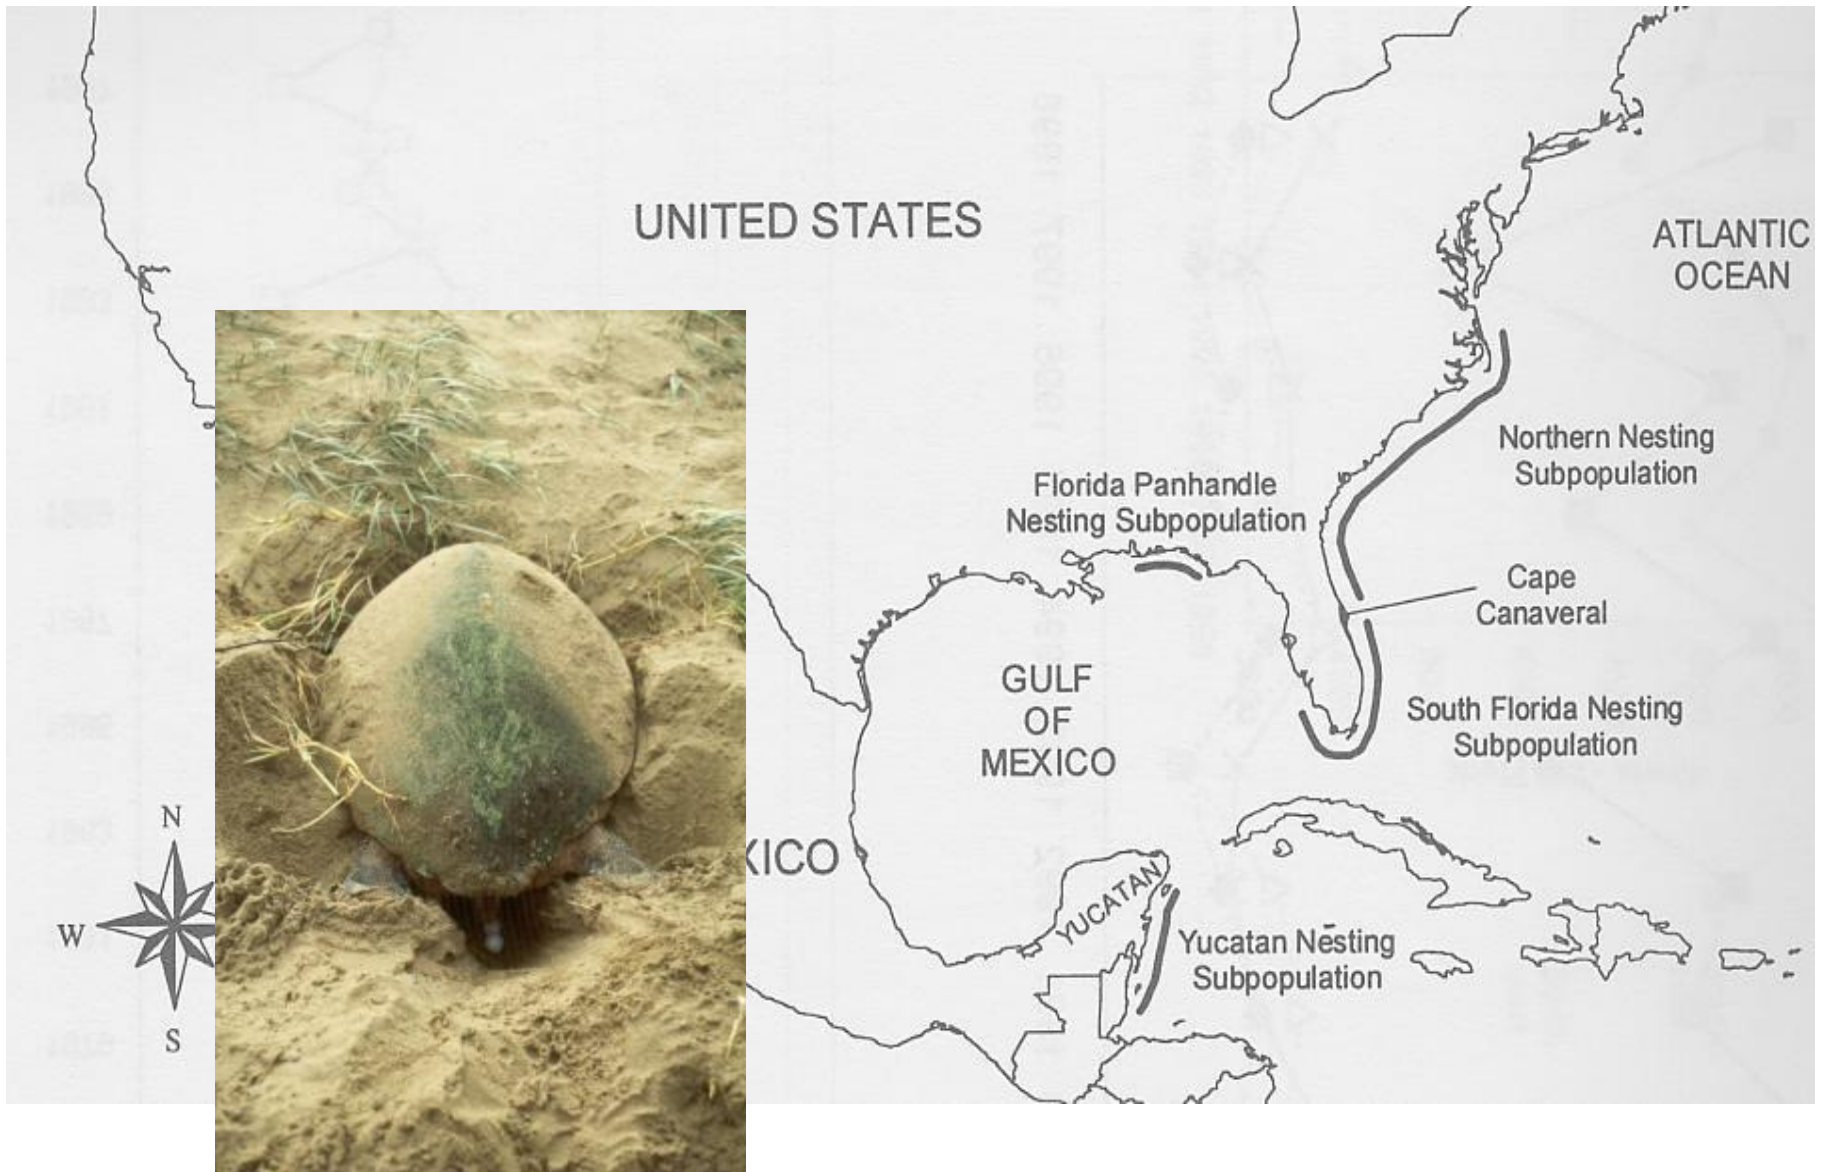 UNITED STATES
ATLANTIC
OCEAN
Northern Nesting
Subpopulation
Florida Panhandle
Nesting Subpopulation
Cape
Canaveral
GULF
OF
MEXICO
South Florida Nesting
Subpopulation
N
XICO
W
YUCATAN
Yucatan Nesting
Subpopulation
S